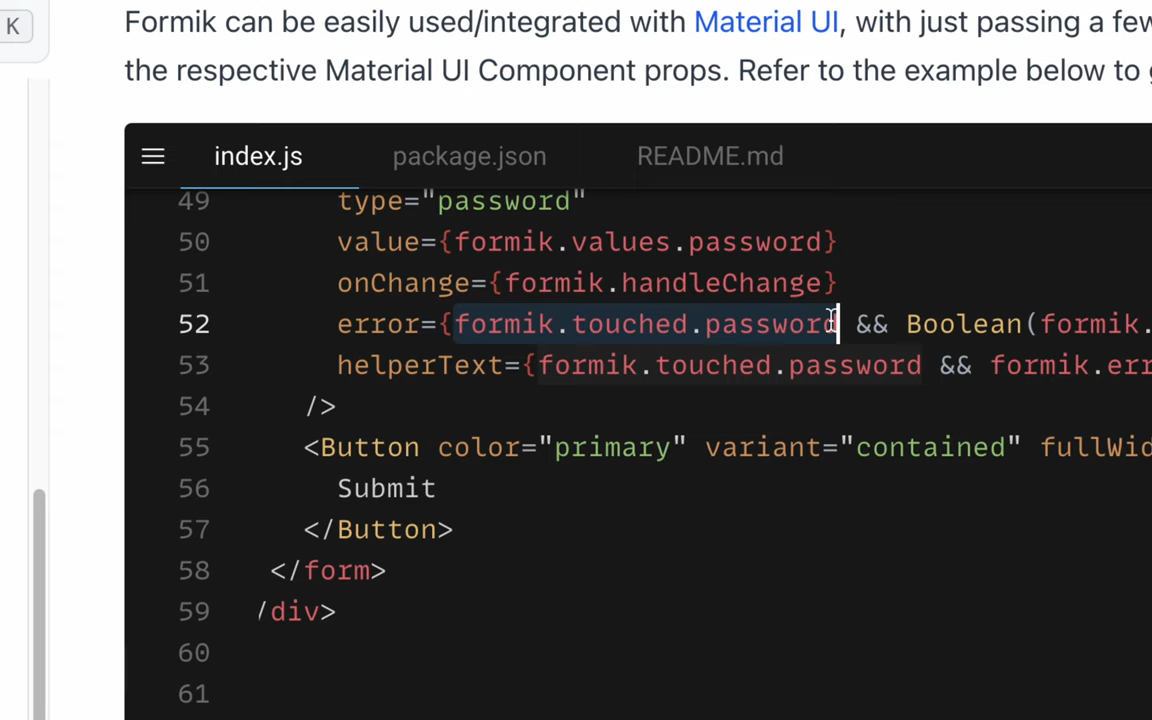 K
Formik can be easily used/integrated with Material UI, with just passing a few
the respective Material UI Component props. Refer to the example below to
index.js package.json README.md
49 type="password"
50 value={formik.values.password}
51 onChange={formik.handleChange}
52 error={formik.touched.password && Boolean(formik.
53 helperText={formik.touched.password && formik.err
54 />
55 <Button color="primary" variant="contained" fullWid
56 Submit
57 </Button>
58 </form>
59 /div>
60
61